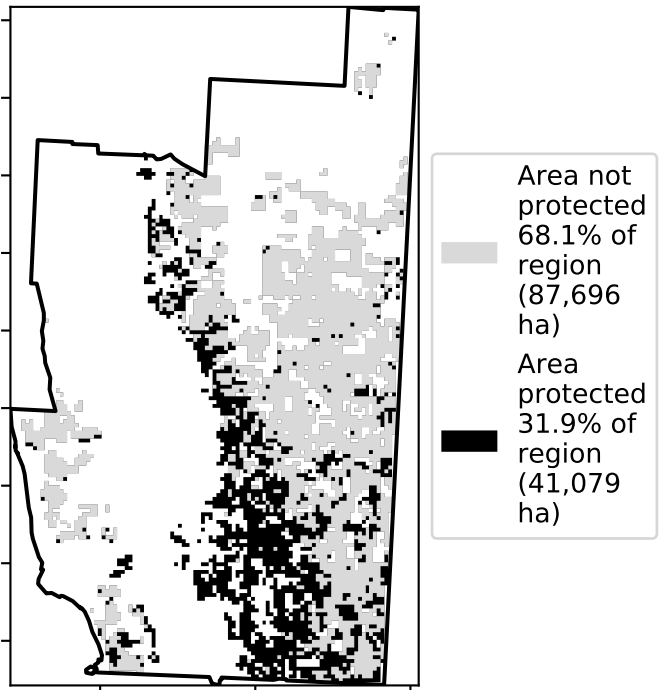 Area not
protected
68.1% of
region
(87,696
ha)
Area
protected
31.9% of
region
(41,079
ha)